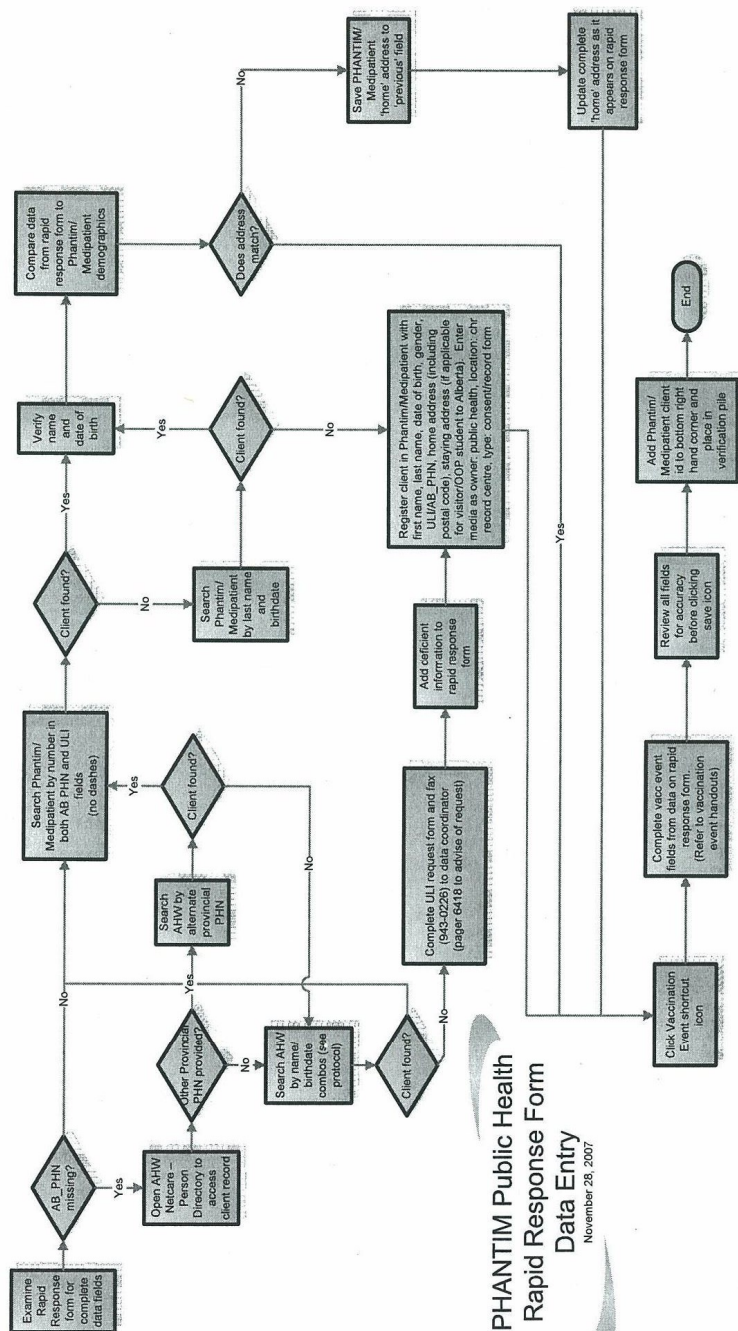 Examine
Rapid
Response
form for
complete
data fields
AB_PHN
missing?
No
Yes
Open AHW
Netcare –
Person
Directory to
access
client record
Other Provincial
PHN provided?
Yes
No
Search
AHW by
alternate
provincial
PHN
Client found?
Yes
No
Search AHW
by name/
birthdate
combos (see
protocol)
Client found?
No
Search Phantim/
Medipatient by number in
both AB PHN and ULI
fields
(no dashes)
Client found?
Yes
No
Search
Phantim/
Medipatient
by last name
and
birthdate
Client found?
Yes
No
Verify
name
and
date of
birth
Compare data
from rapid
response form to
Phantim/
Medipatient
demographics
Does address
match?
No
Yes
Save PHANTIM/
Medipatient
'home' address to
'previous' field
Update complete
'home' address as it
appears on rapid
response form
Complete ULI request form and fax
(943-0226) to data coordinator
(pager 6418 to advise of request)
Add ceficient
information to
rapid response
form
Register client in Phantim/Medipatient with
first name, last name, date of birth, gender,
ULI/AB_PHN, home address (including
postal code), staying address (if applicable
for visitor/OOP student to Alberta). Enter
media as owner: public health, location: chr
record centre, type: consent/record form
Click Vaccination
Event shortcut
icon
Complete vacc event
fields from data on rapid
response form.
(Refer to vaccination
event handouts)
Review all fields
for accuracy
before clicking
save icon
Add Phantim/
Medipatient client
id to bottom right
hand corner and
place in
verification pile
End
PHANTIM Public Health
Rapid Response Form
Data Entry
November 28, 2007